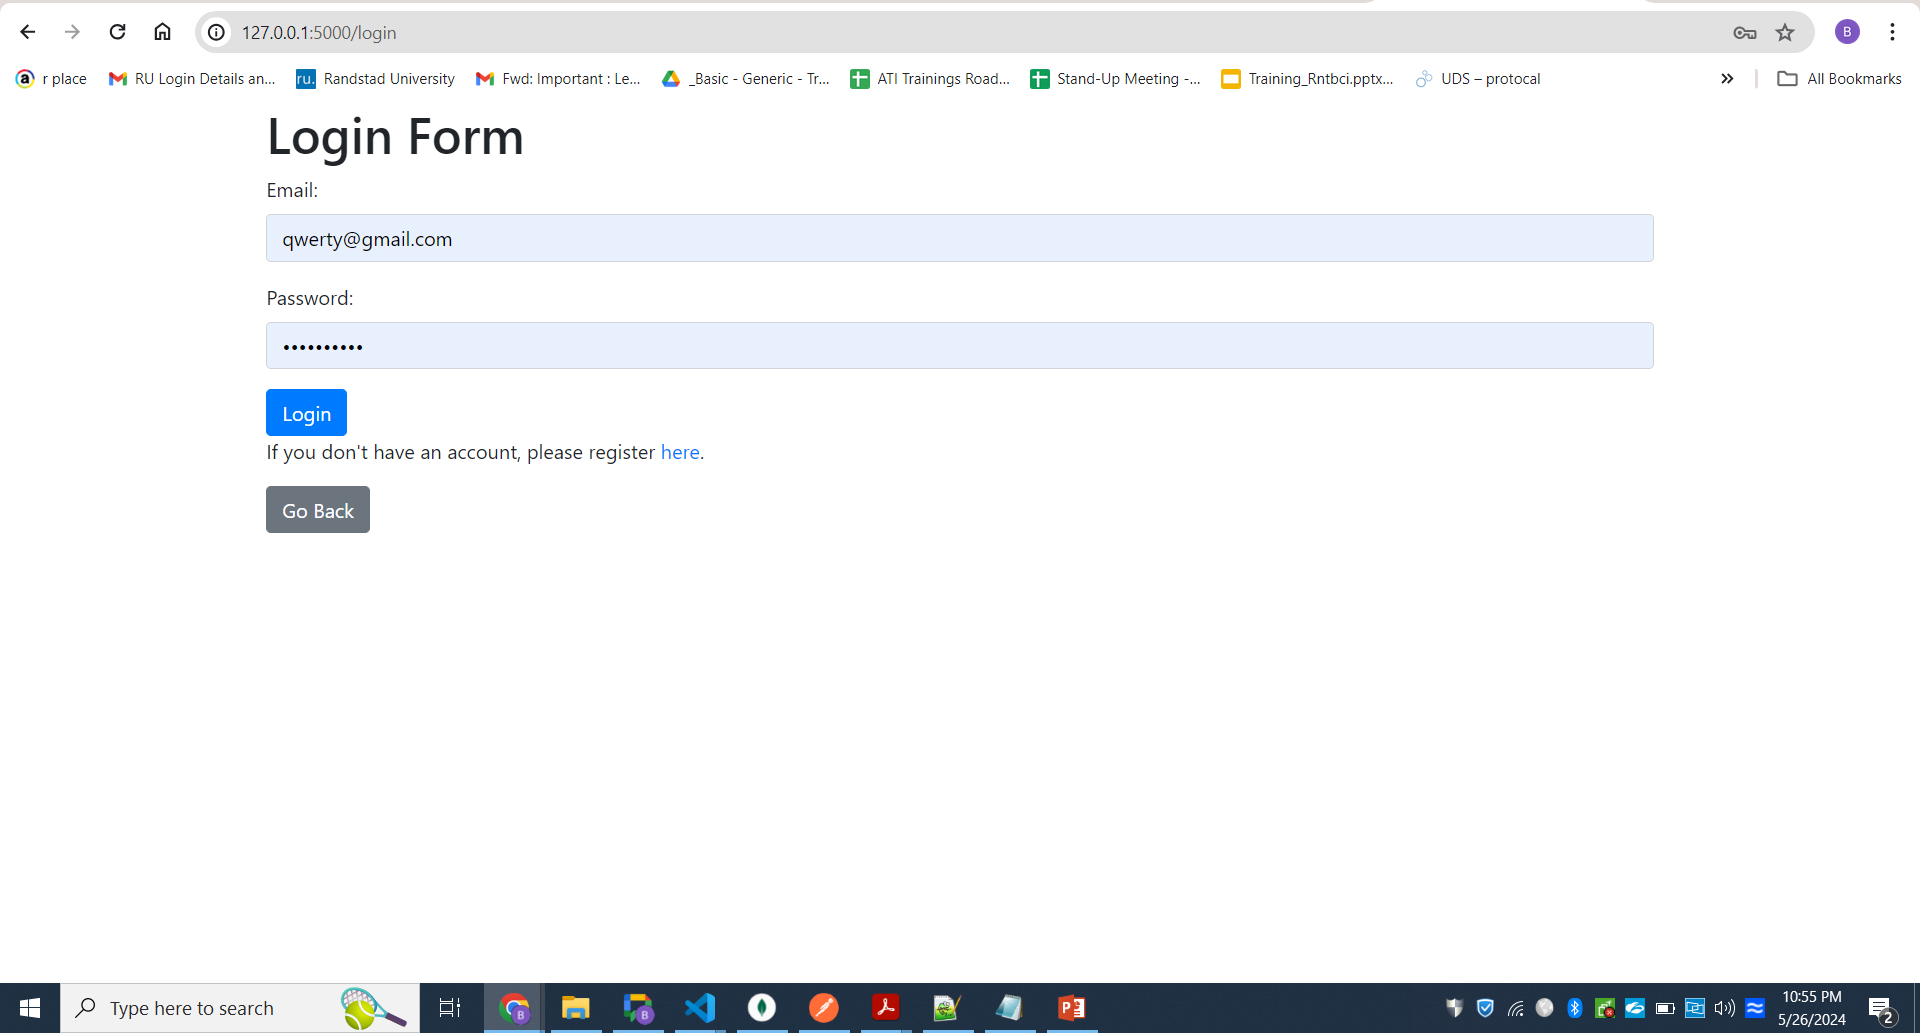 127.0.0.1:5000/login
B
a r place
RU Login Details an...
ru. Randstad University
Fwd: Important : Le...
_Basic - Generic - Tr...
ATI Trainings Road...
Stand-Up Meeting -...
Training_Rntbci.pptx...
UDS – protocal
»
All Bookmarks
Login Form
Email:
qwerty@gmail.com
Password:
••••••••••
Login
If you don't have an account, please register here.
Go Back
Type here to search
B
B
P
10:55 PM
5/26/2024
2